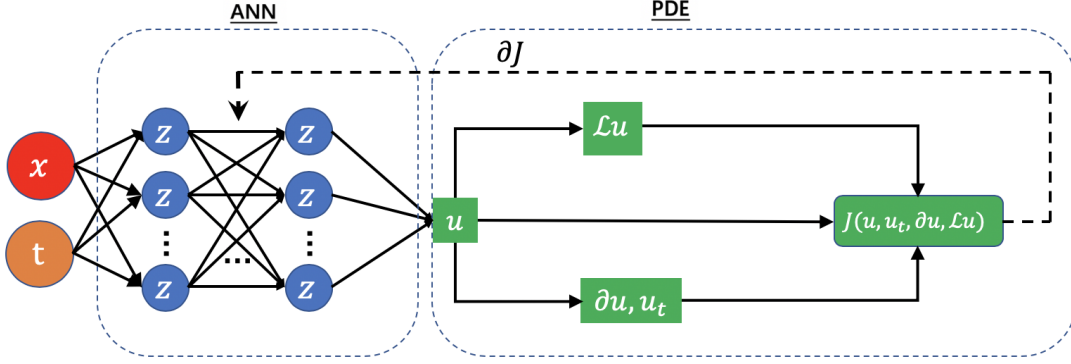 ANN
PDE
∂J
x
t
z z
z z
⋮ ⋮
...
z z
u
ℒu
J(u, u_t, ∂u, ℒu)
∂u, u_t